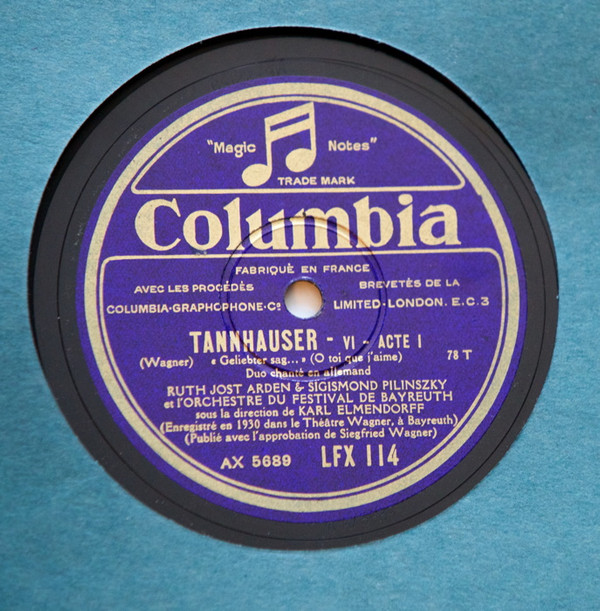 "Magic Notes"
TRADE MARK
Columbia
FABRIQUÉ EN FRANCE
AVEC LES PROCÉDÉS BREVETÉS DE LA
COLUMBIA·GRAPHOPHONE·Co LIMITED·LONDON. E.C.3
TANNHAUSER - VI - ACTE I
(Wagner) « Geliebter sag... » (O toi que j'aime) 78 T
Duo chanté en allemand
RUTH JOST ARDEN & SIGISMOND PILINSZKY
et l'ORCHESTRE DU FESTIVAL DE BAYREUTH
sous la direction de KARL ELMENDORFF
(Enregistré en 1930 dans le Théâtre Wagner, à Bayreuth)
(Publié avec l'approbation de Siegfried Wagner)
AX 5689 LFX 114